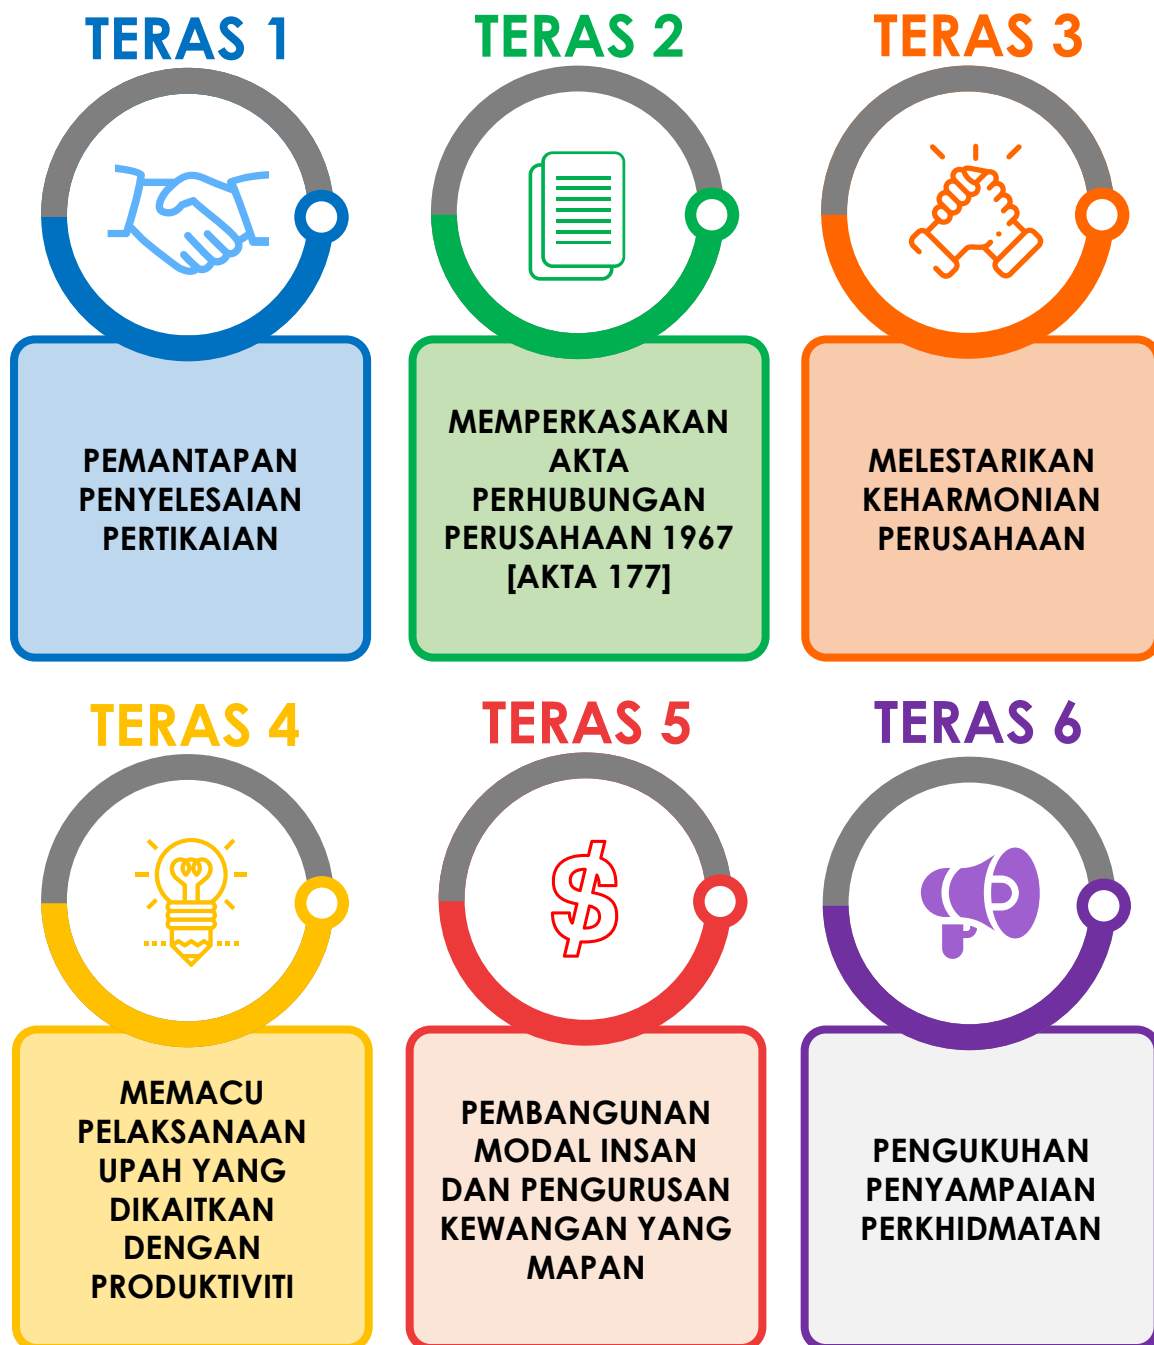 TERAS 1
PEMANTAPAN
PENYELESAIAN
PERTIKAIAN
TERAS 2
MEMPERKASAKAN
AKTA
PERHUBUNGAN
PERUSAHAAN 1967
[AKTA 177]
TERAS 3
MELESTARIKAN
KEHARMONIAN
PERUSAHAAN
TERAS 4
MEMACU
PELAKSANAAN
UPAH YANG
DIKAITKAN
DENGAN
PRODUKTIVITI
TERAS 5
PEMBANGUNAN
MODAL INSAN
DAN PENGURUSAN
KEWANGAN YANG
MAPAN
TERAS 6
PENGUKUHAN
PENYAMPAIAN
PERKHIDMATAN